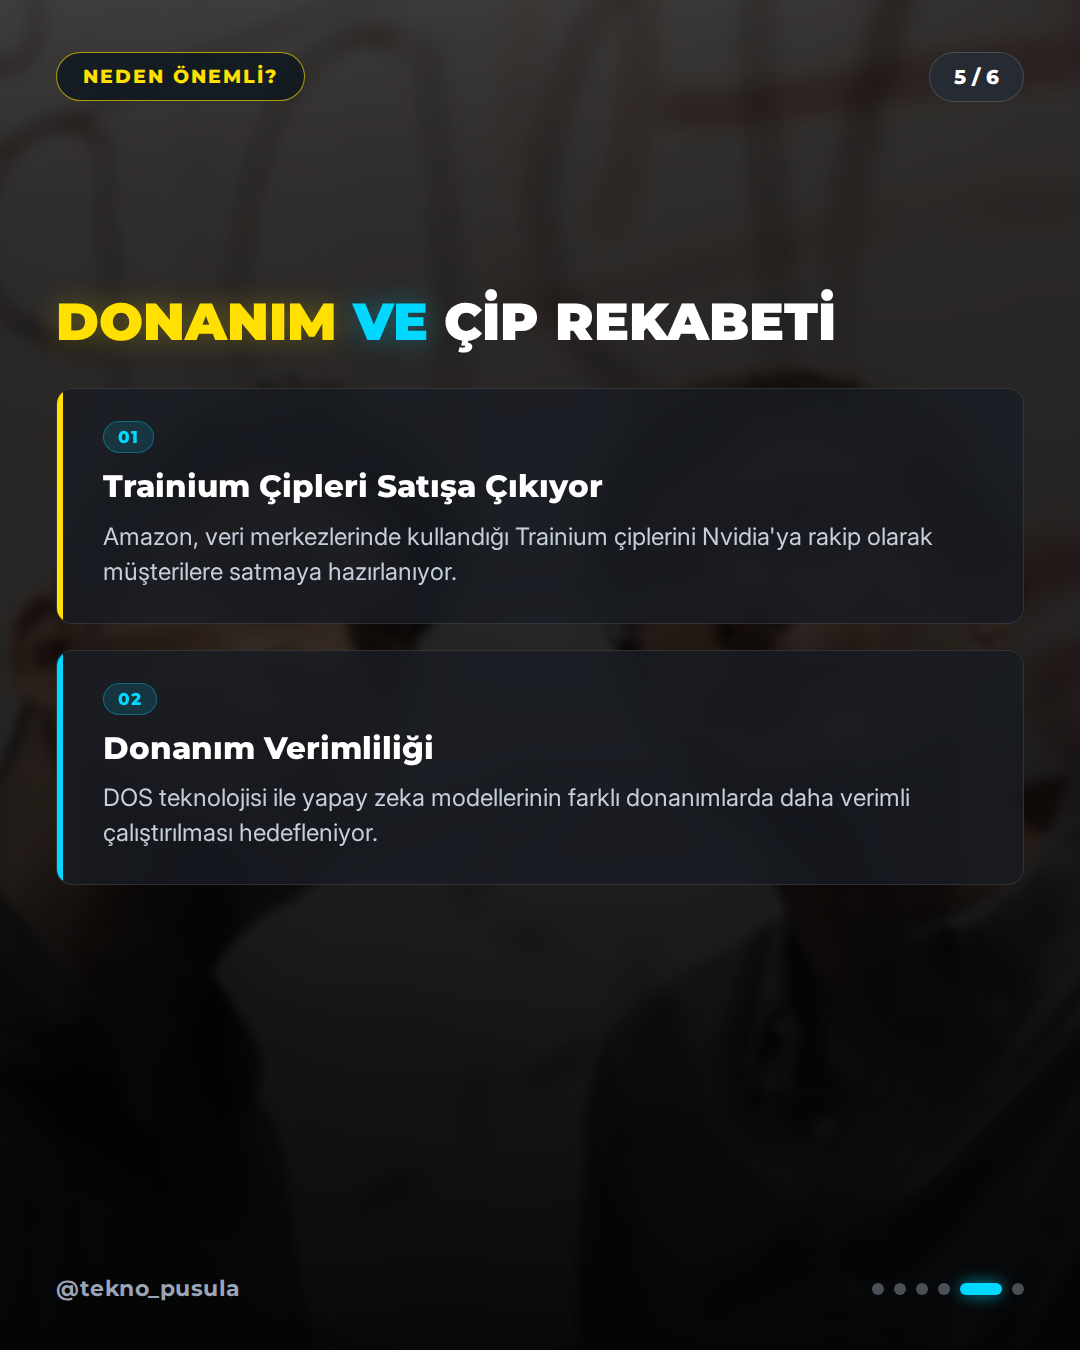 NEDEN ÖNEMLİ?
5 / 6
DONANIM VE ÇİP REKABETİ
01
Trainium Çipleri Satışa Çıkıyor
Amazon, veri merkezlerinde kullandığı Trainium çiplerini Nvidia'ya rakip olarak
müşterilere satmaya hazırlanıyor.
02
Donanım Verimliliği
DOS teknolojisi ile yapay zeka modellerinin farklı donanımlarda daha verimli
çalıştırılması hedefleniyor.
@tekno_pusula